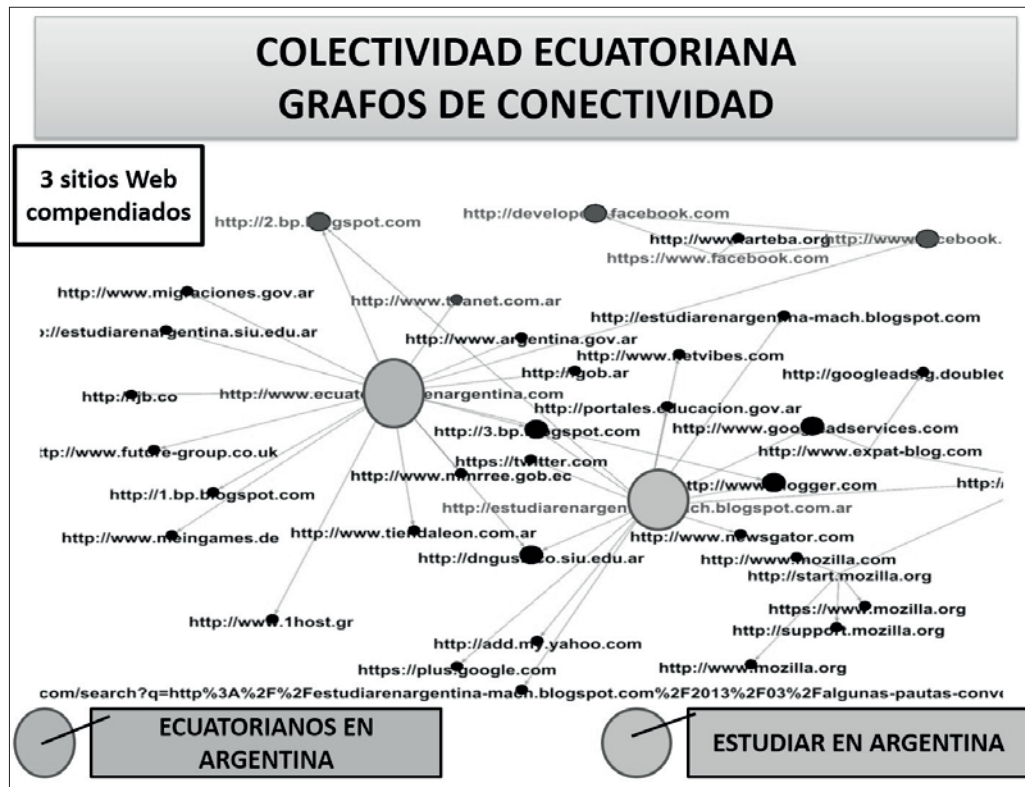 COLECTIVIDAD ECUATORIANA
GRAFOS DE CONECTIVIDAD
3 sitios Web
compendiados
http://2.bp.blogspot.com
http://developers.facebook.com
http://www.arteba.org
http://www.facebook.
https://www.facebook.com
http://www.migraciones.gov.ar
http://www.titanet.com.ar
http://estudiarenargentina-mach.blogspot.com
p://estudiarenargentina.siu.edu.ar
http://www.argentina.gov.ar
http://www.netvibes.com
http://gob.ar
http://googleadsg.doublec
http://njb.co
http://www.ecuatorianosenargentina.com
http://portales.educacion.gov.ar
http://3.bp.blogspot.com
http://www.googleadservices.com
ttp://www.future-group.co.uk
https://twitter.com
http://www.expat-blog.com
http://www.mmrree.gob.ec
http://www.blogger.com
http://
http://1.bp.blogspot.com
http://estudiarenargentina-mach.blogspot.com.ar
http://www.meingames.de
http://www.tiendaleon.com.ar
http://www.newsgator.com
http://dngusisco.siu.edu.ar
http://www.mozilla.com
http://start.mozilla.org
https://www.mozilla.org
http://www.1host.gr
http://support.mozilla.org
http://add.my.yahoo.com
https://plus.google.com
http://www.mozilla.org
com/search?q=http%3A%2F%2Festudiarenargentina-mach.blogspot.com%2F2013%2F03%2Falgunas-pautas-conve
ECUATORIANOS EN
ARGENTINA
ESTUDIAR EN ARGENTINA